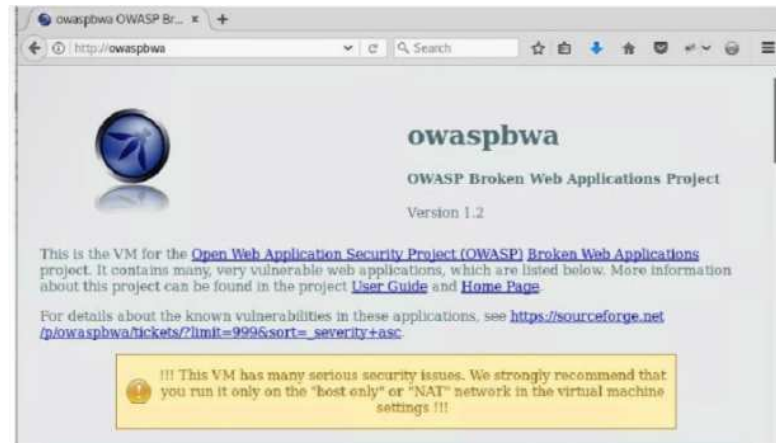 owaspbwa OWASP Br... × +
http://owaspbwa
Search
owaspbwa
OWASP Broken Web Applications Project
Version 1.2
This is the VM for the Open Web Application Security Project (OWASP) Broken Web Applications
project. It contains many, very vulnerable web applications, which are listed below. More information
about this project can be found in the project User Guide and Home Page.
For details about the known vulnerabilities in these applications, see https://sourceforge.net
/p/owaspbwa/tickets/?limit=999&sort=_severity+asc.
!!! This VM has many serious security issues. We strongly recommend that
you run it only on the "host only" or "NAT" network in the virtual machine
settings !!!